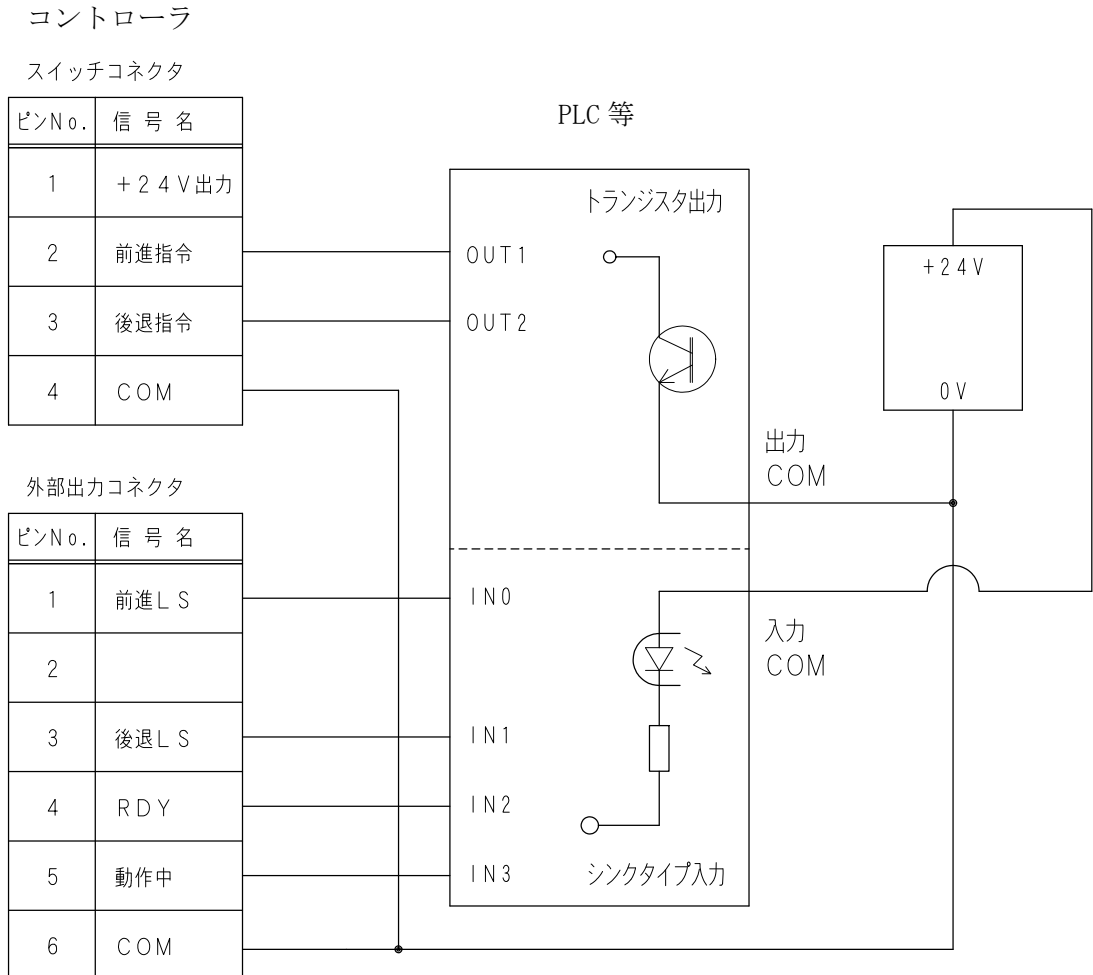 コントローラ
スイッチコネクタ
ピンNo. 信号名
1 +24V出力
2 前進指令
3 後退指令
4 COM
外部出力コネクタ
ピンNo. 信号名
1 前進LS
2
3 後退LS
4 RDY
5 動作中
6 COM
PLC 等
トランジスタ出力
OUT1
OUT2
出力
COM
IN0
入力
COM
IN1
IN2
IN3
シンクタイプ入力
+24V
0V